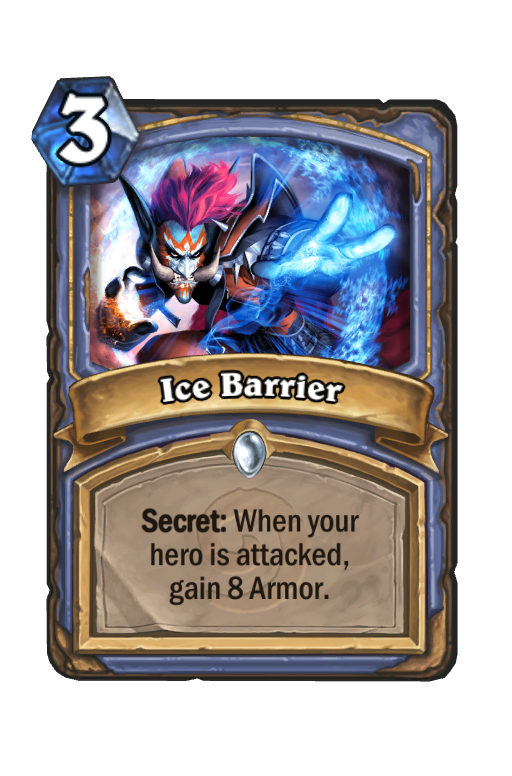 3
Ice Barrier
Secret: When your
hero is attacked,
gain 8 Armor.